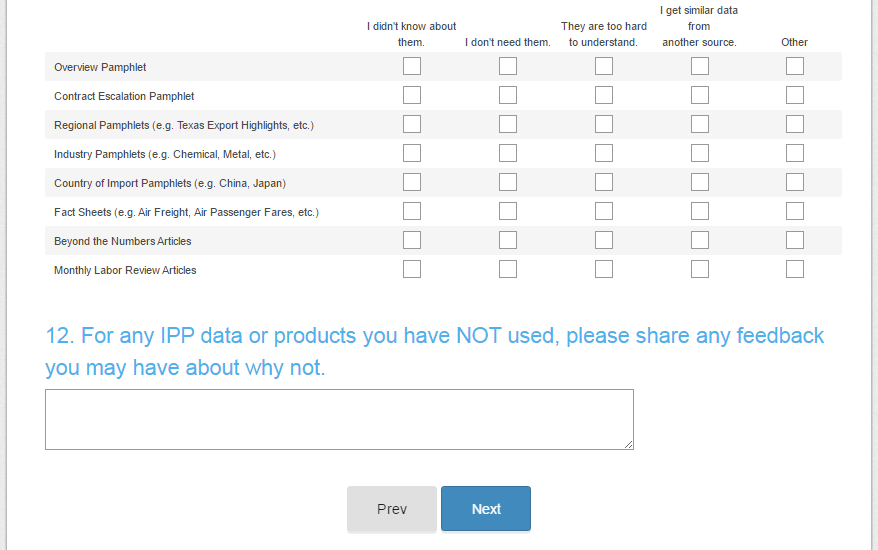 I didn't know about them.
I don't need them.
They are too hard to understand.
I get similar data from another source.
Other
Overview Pamphlet
Contract Escalation Pamphlet
Regional Pamphlets (e.g. Texas Export Highlights, etc.)
Industry Pamphlets (e.g. Chemical, Metal, etc.)
Country of Import Pamphlets (e.g. China, Japan)
Fact Sheets (e.g. Air Freight, Air Passenger Fares, etc.)
Beyond the Numbers Articles
Monthly Labor Review Articles
12. For any IPP data or products you have NOT used, please share any feedback
you may have about why not.
Prev
Next